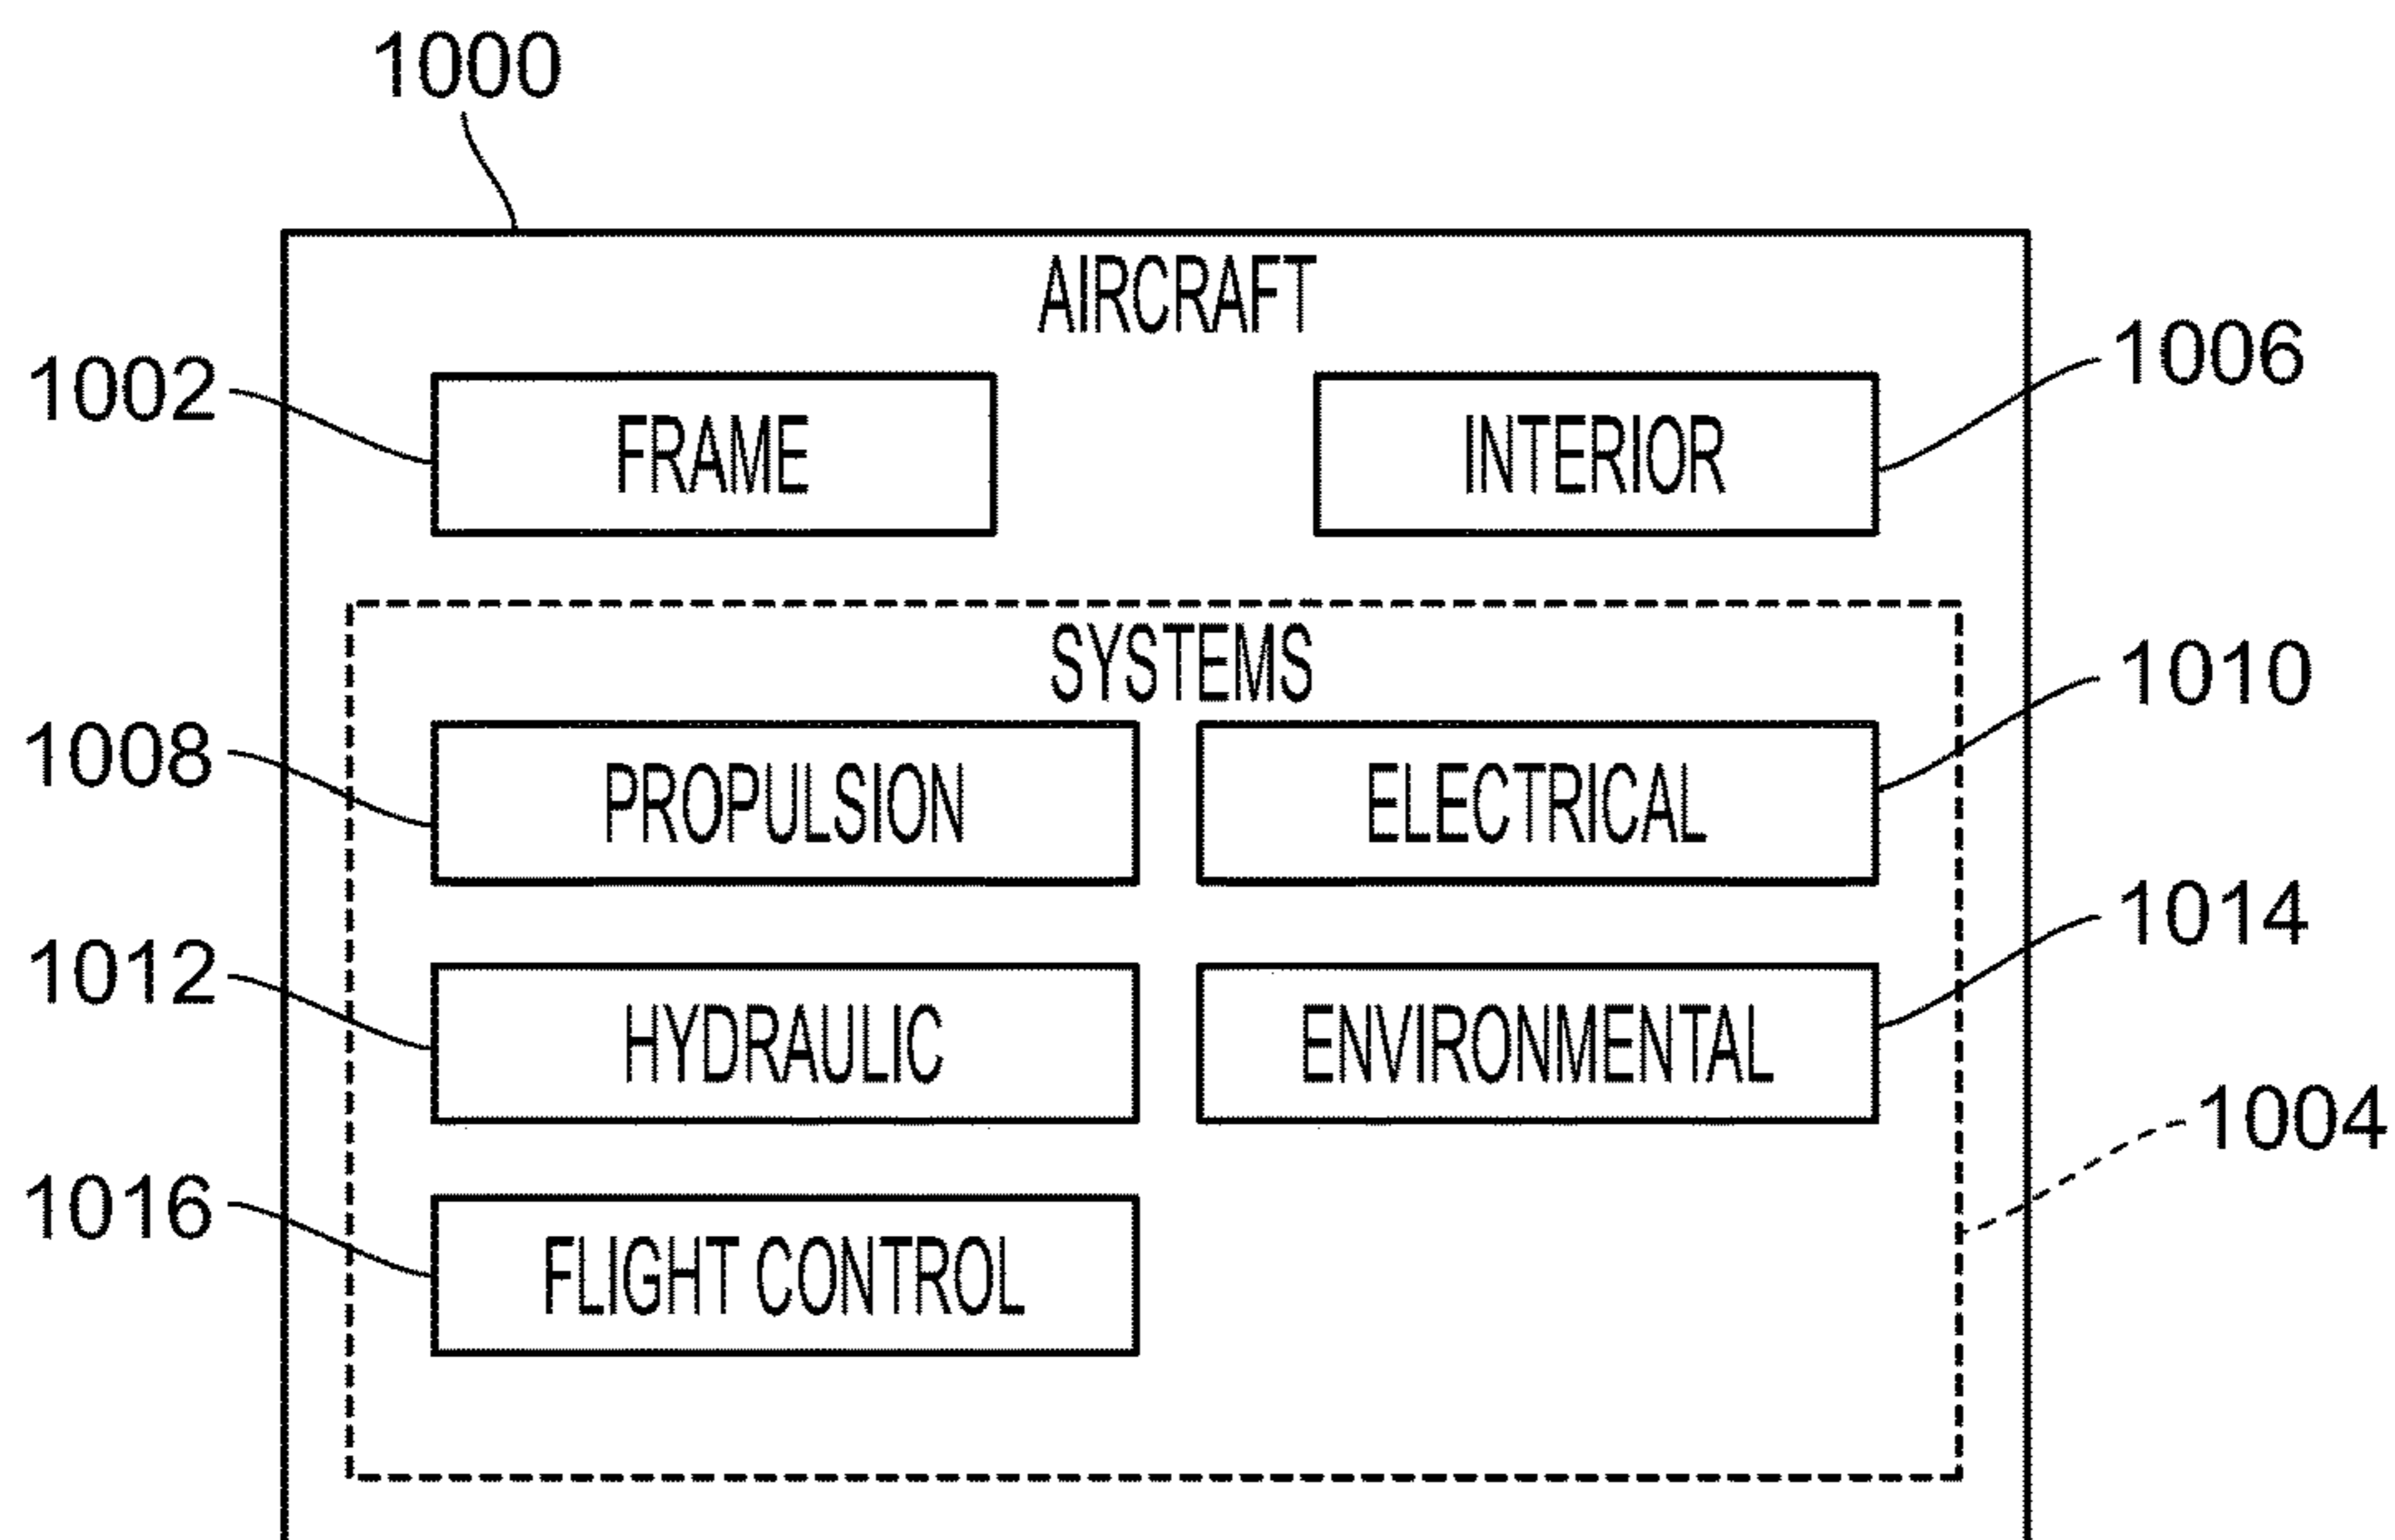 1000
AIRCRAFT
1002 FRAME INTERIOR 1006
SYSTEMS
1008 PROPULSION ELECTRICAL 1010
1012 HYDRAULIC ENVIRONMENTAL 1014
1004
1016 FLIGHT CONTROL